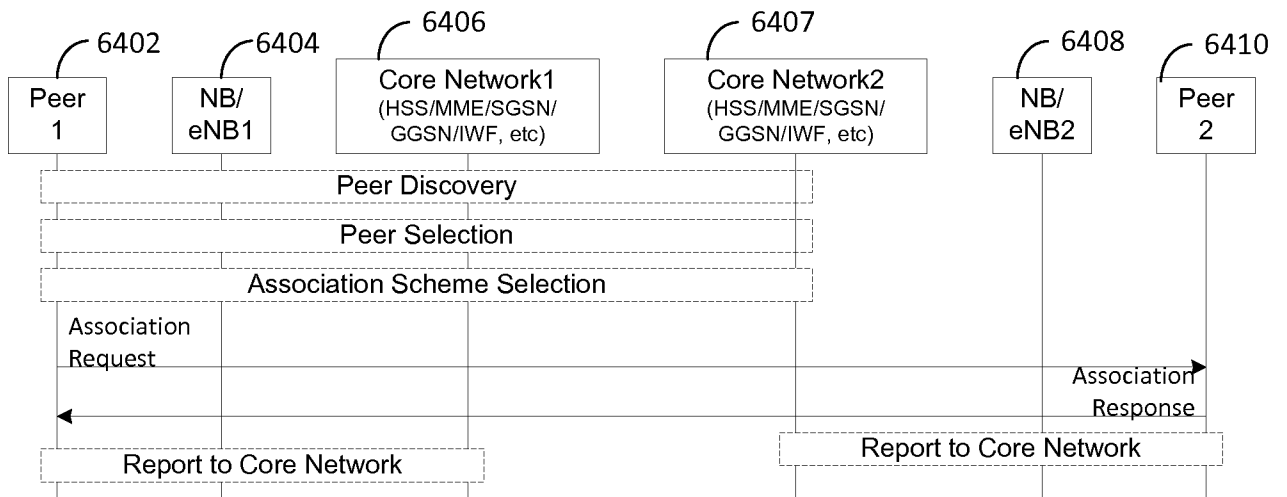 6402
6404
6406
6407
6408
6410
Peer
1
NB/
eNB1
Core Network1
(HSS/MME/SGSN/
GGSN/IWF, etc)
Core Network2
(HSS/MME/SGSN/
GGSN/IWF, etc)
NB/
eNB2
Peer
2
Peer Discovery
Peer Selection
Association Scheme Selection
Association
Request
Association
Response
Report to Core Network
Report to Core Network